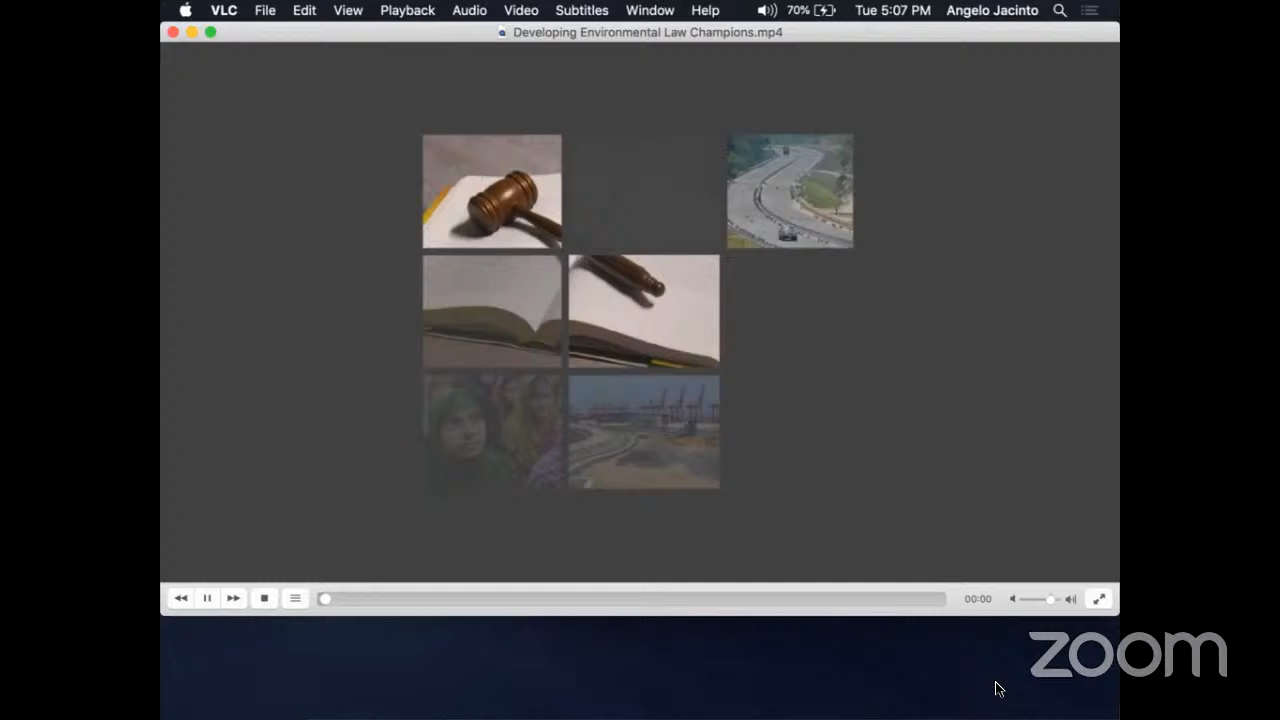 VLC File Edit View Playback Audio Video Subtitles Window Help 70% Tue 5:07 PM Angelo Jacinto
Developing Environmental Law Champions.mp4
00:00
zoom